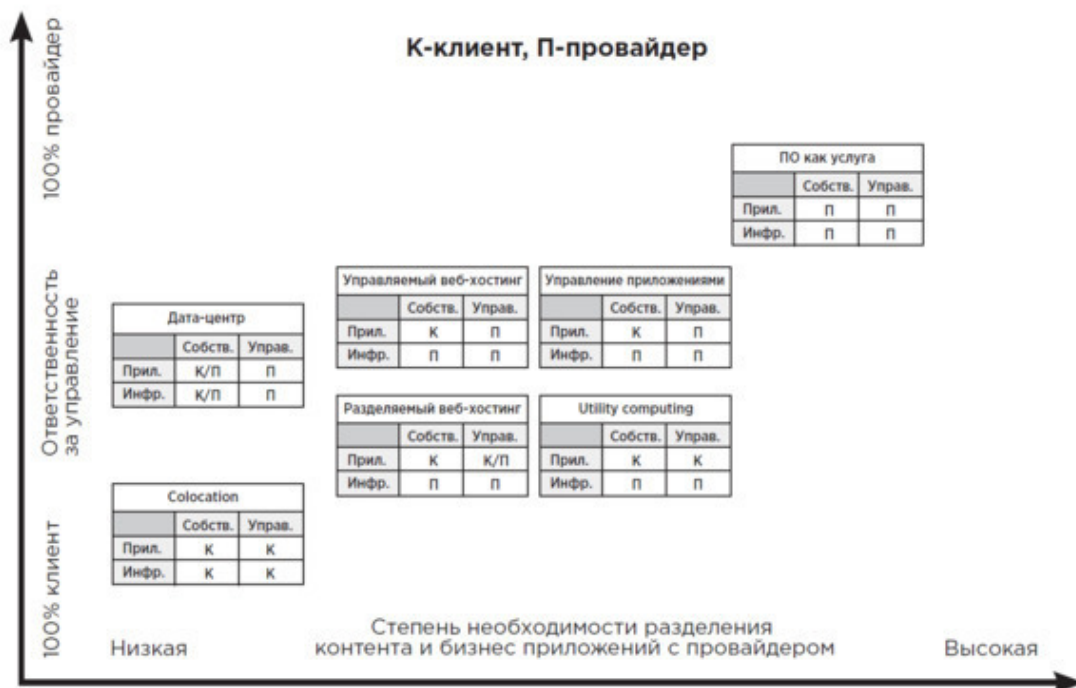 К-клиент, П-провайдер
100% провайдер
Ответственность
за управление
100% клиент
ПО как услуга
Собств. Управ.
Прил. П П
Инфр. П П
Управляемый веб-хостинг
Собств. Управ.
Прил. К П
Инфр. П П
Управление приложениями
Собств. Управ.
Прил. К П
Инфр. П П
Дата-центр
Собств. Управ.
Прил. К/П П
Инфр. К/П П
Разделяемый веб-хостинг
Собств. Управ.
Прил. К К/П
Инфр. П П
Utility computing
Собств. Управ.
Прил. К К
Инфр. П П
Colocation
Собств. Управ.
Прил. К К
Инфр. К К
Низкая
Степень необходимости разделения
контента и бизнес приложений с провайдером
Высокая